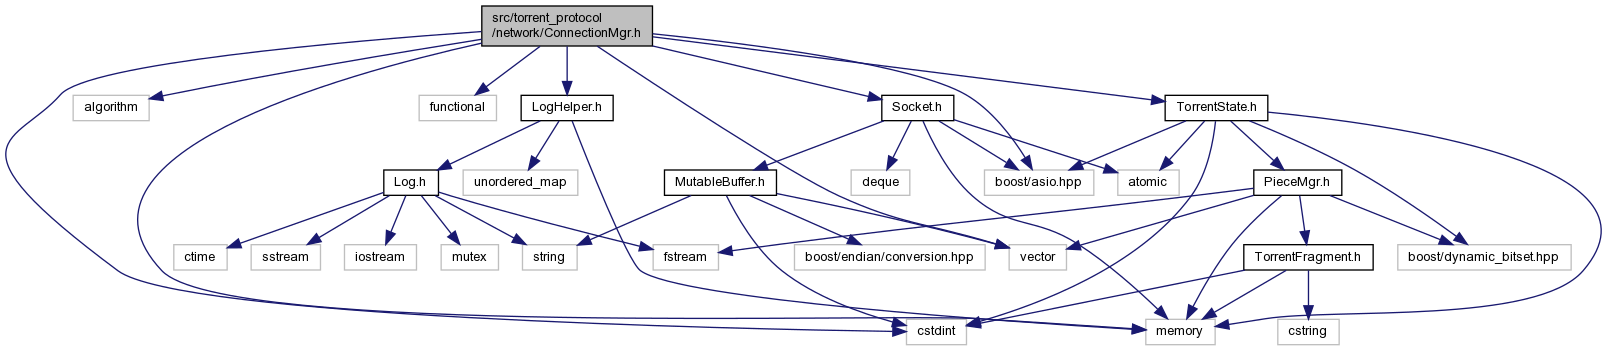 src/torrent_protocol
/network/ConnectionMgr.h
algorithm
functional
LogHelper.h
Socket.h
TorrentState.h
Log.h
unordered_map
MutableBuffer.h
deque
boost/asio.hpp
atomic
PieceMgr.h
ctime
sstream
iostream
mutex
string
fstream
boost/endian/conversion.hpp
vector
TorrentFragment.h
boost/dynamic_bitset.hpp
cstdint
memory
cstring